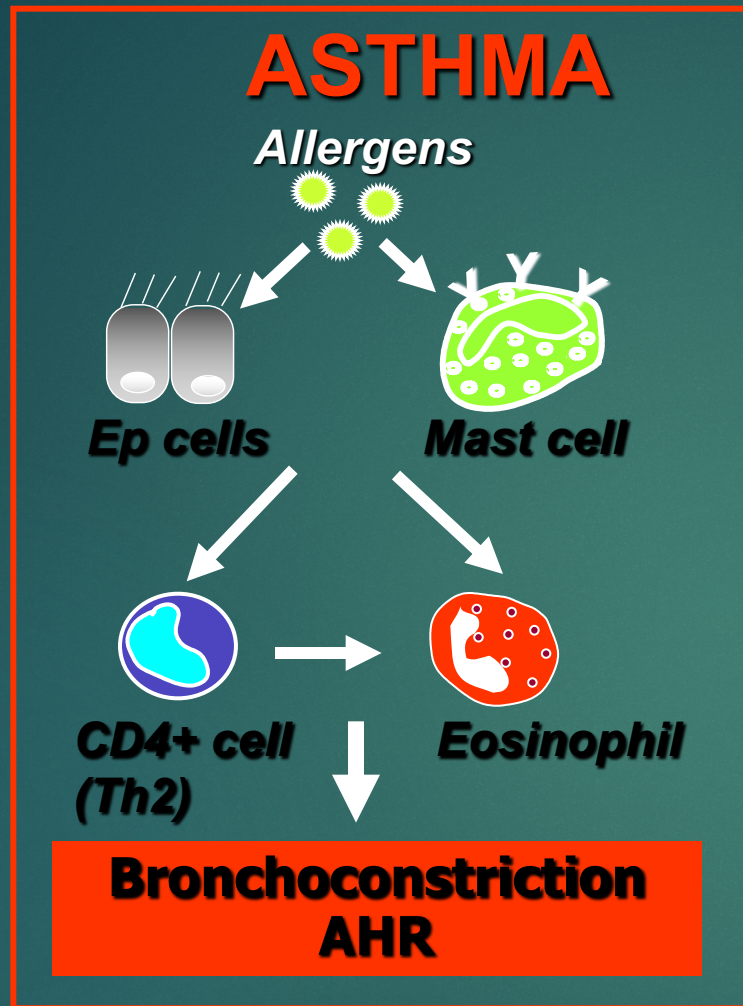 ASTHMA
Allergens
Ep cells
Mast cell
CD4+ cell
(Th2)
Eosinophil
Bronchoconstriction
AHR